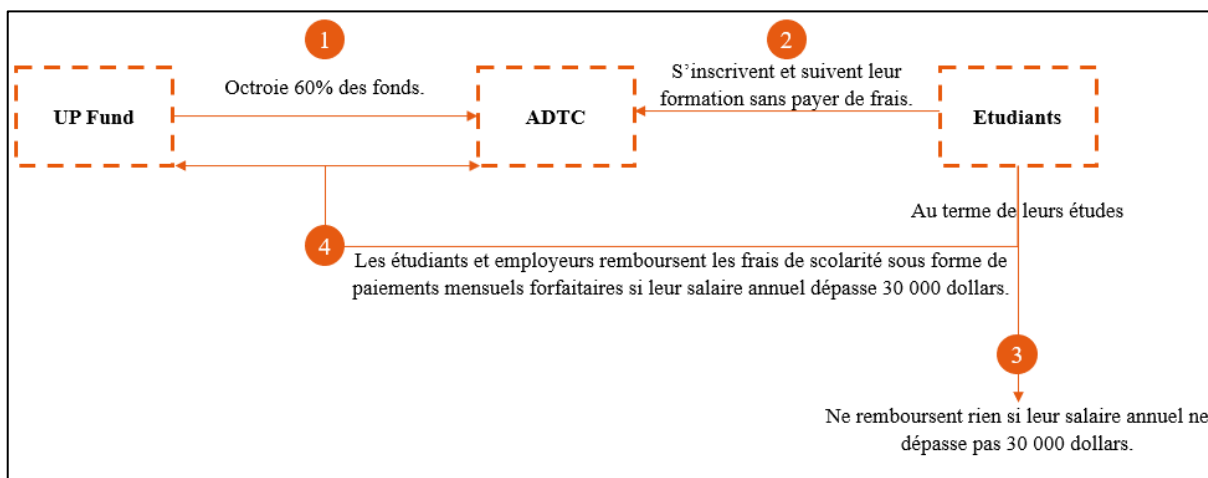 1
2
Octroie 60% des fonds.
S’inscrivent et suivent leur
formation sans payer de frais.
UP Fund
ADTC
Etudiants
Au terme de leurs études
4
Les étudiants et employeurs remboursent les frais de scolarité sous forme de
paiements mensuels forfaitaires si leur salaire annuel dépasse 30 000 dollars.
3
Ne remboursent rien si leur salaire annuel ne
dépasse pas 30 000 dollars.